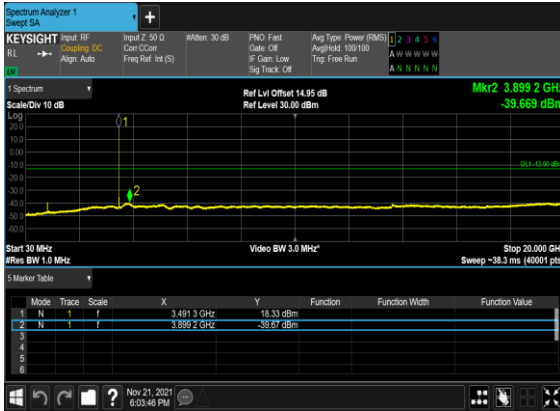 Spectrum Analyzer 1
Swept SA
+
KEYSIGHT Input: RF Input Z: 50 Ω #Atten: 30 dB PNO: Fast Avg Type: Power (RMS) 1 2 3 4 5 6
RL Coupling: DC Corr CCorr Gate: Off Avg|Hold: 100/100 A W W W W W
Align: Auto Freq Ref: Int (S) IF Gain: Low Trig: Free Run
LXI Sig Track: Off A N N N N N
1 Spectrum Ref Lvl Offset 14.95 dB Mkr2 3.899 2 GHz
Scale/Div 10 dB Ref Level 30.00 dBm -39.669 dBm
Log
20.0
10.0
0.00
-10.0
-20.0
-30.0
-40.0
-50.0
-60.0
1
2
DL1 -13.00 dBm
Start 30 MHz Video BW 3.0 MHz* Stop 20.000 GHz
#Res BW 1.0 MHz Sweep ~38.3 ms (40001 pts)
5 Marker Table
Mode Trace Scale X Y Function Function Width Function Value
1 N 1 f 3.491 3 GHz 18.33 dBm
2 N 1 f 3.899 2 GHz -39.67 dBm
3
4
5
6
? Nov 21, 2021
6:03:46 PM